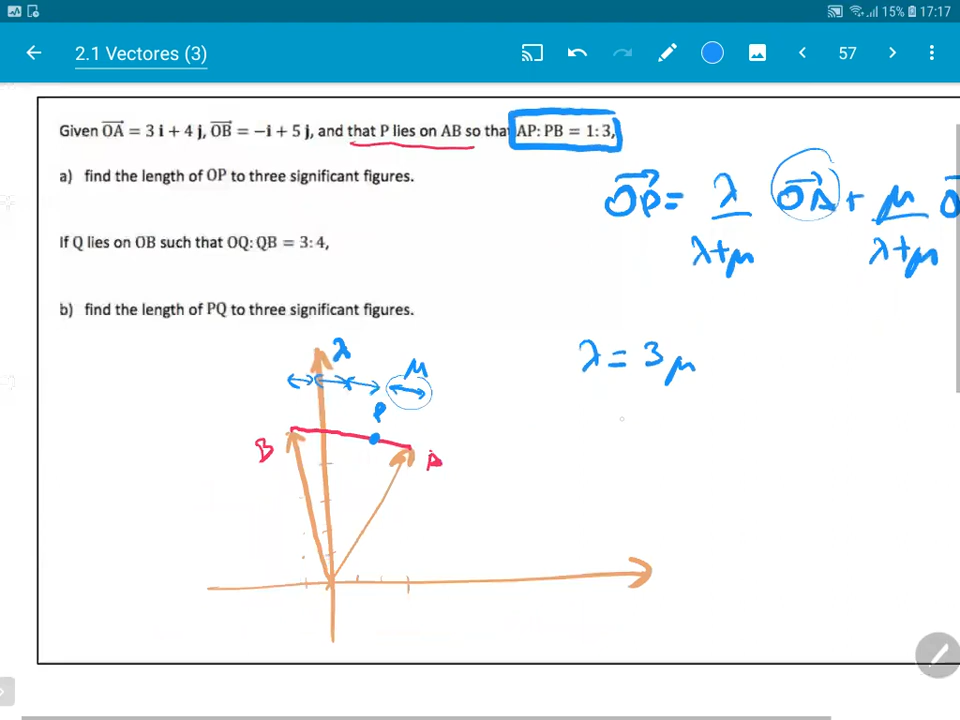 15% 17:17
2.1 Vectores (3)
57
Given OA = 3 i + 4 j, OB = −i + 5 j, and that P lies on AB so that AP: PB = 1: 3,
a) find the length of OP to three significant figures.
OP = λ/λ+μ OA + μ/λ+μ
If Q lies on OB such that OQ: QB = 3: 4,
b) find the length of PQ to three significant figures.
λ
μ
λ = 3 μ
P
B
A